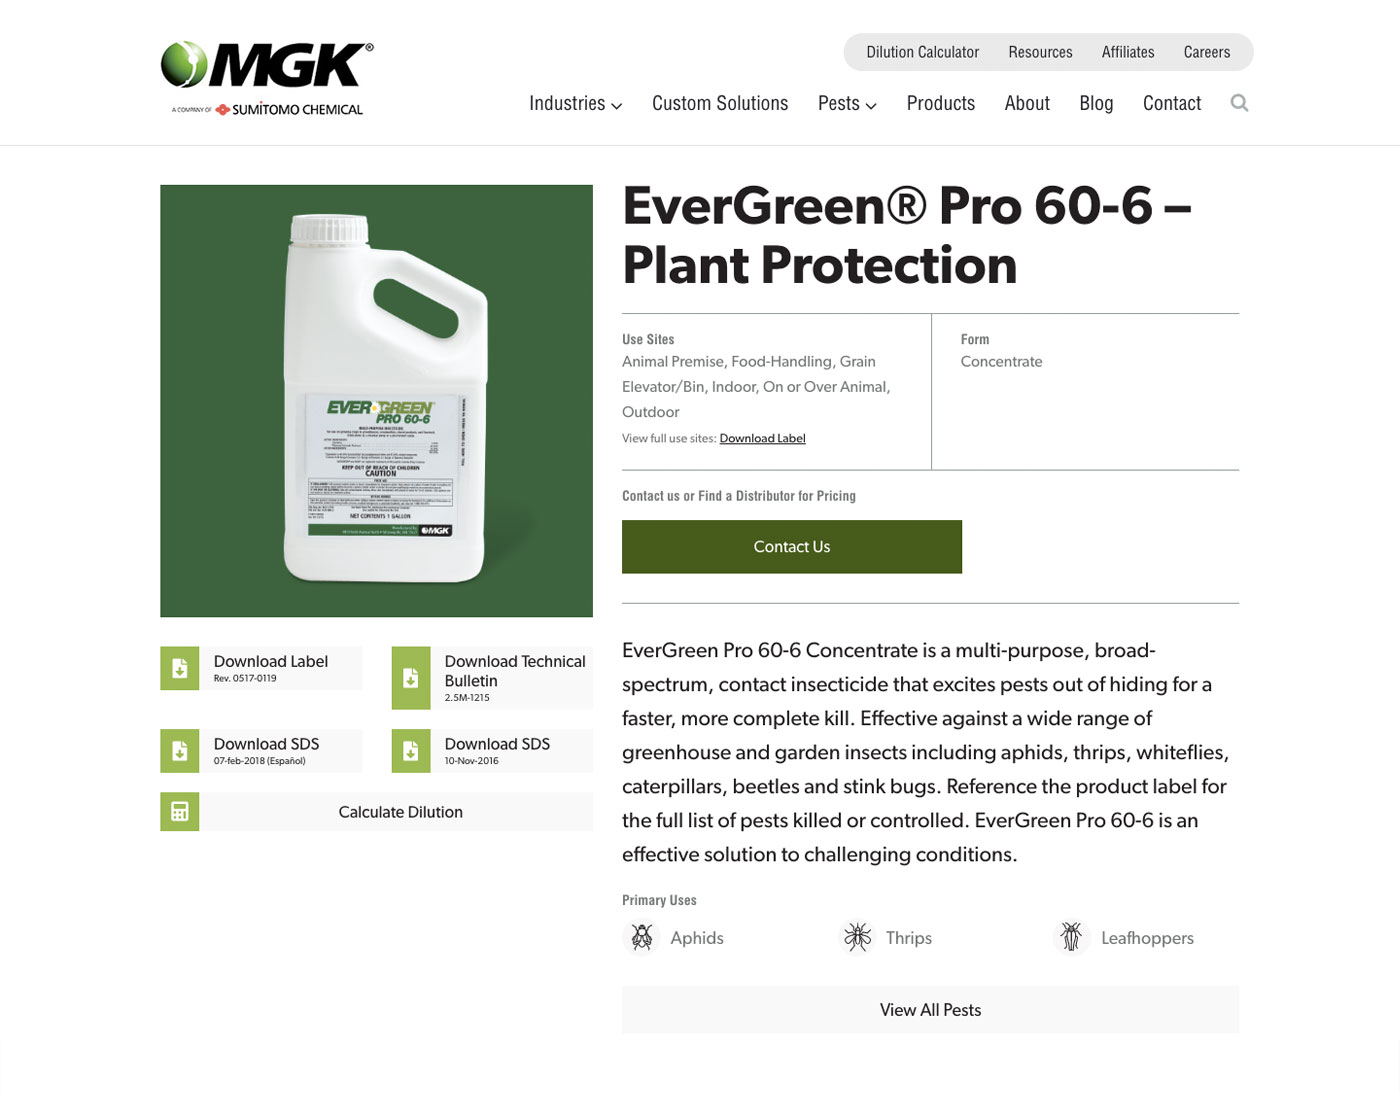 MGK®
A COMPANY OF SUMITOMO CHEMICAL
Dilution Calculator Resources Affiliates Careers
Industries Custom Solutions Pests Products About Blog Contact
EVERGREEN
PRO 60-6
KEEP OUT OF REACH OF CHILDREN
CAUTION
NET CONTENTS 1 GALLON
MGK
Download Label
Rev. 0517-0119
Download Technical
Bulletin
2.5M-1215
Download SDS
07-feb-2018 (Español)
Download SDS
10-Nov-2016
Calculate Dilution
EverGreen® Pro 60-6 –
Plant Protection
Use Sites
Animal Premise, Food-Handling, Grain
Elevator/Bin, Indoor, On or Over Animal,
Outdoor
View full use sites: Download Label
Form
Concentrate
Contact us or Find a Distributor for Pricing
Contact Us
EverGreen Pro 60-6 Concentrate is a multi-purpose, broad-
spectrum, contact insecticide that excites pests out of hiding for a
faster, more complete kill. Effective against a wide range of
greenhouse and garden insects including aphids, thrips, whiteflies,
caterpillars, beetles and stink bugs. Reference the product label for
the full list of pests killed or controlled. EverGreen Pro 60-6 is an
effective solution to challenging conditions.
Primary Uses
Aphids
Thrips
Leafhoppers
View All Pests